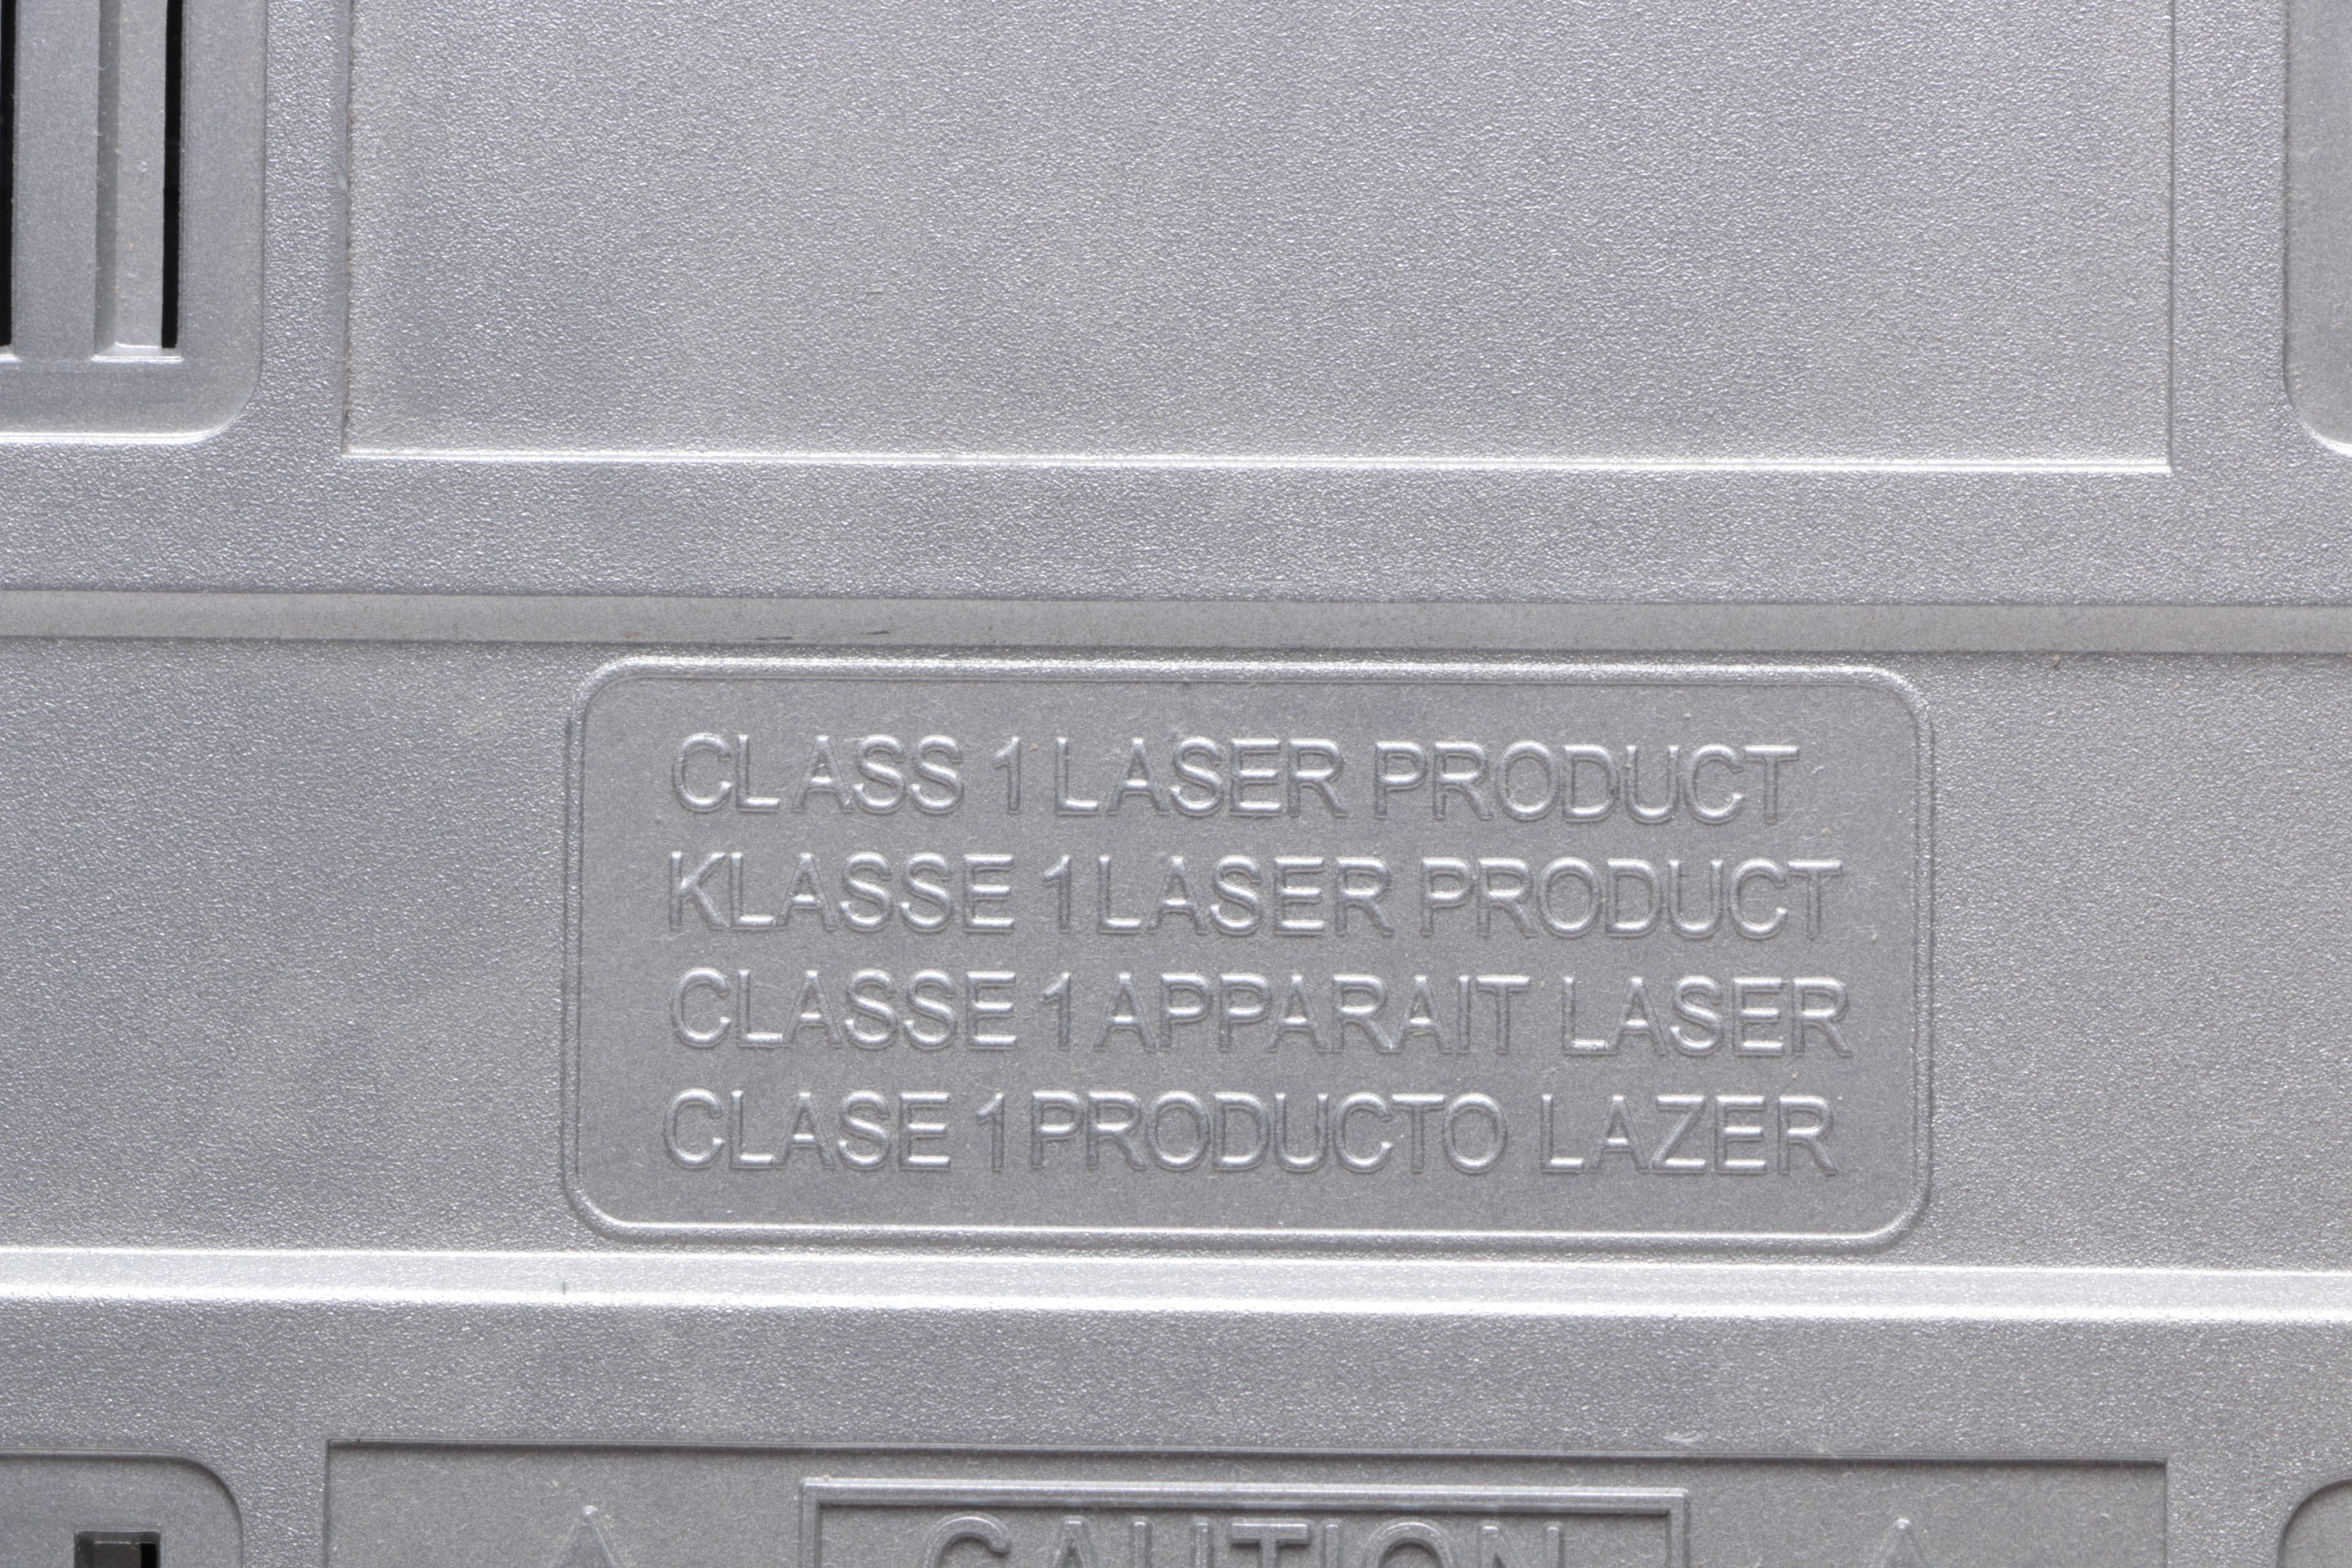 CLASS 1 LASER PRODUCT
KLASSE 1 LASER PRODUCT
CLASSE 1 APPARAIT LASER
CLASE 1 PRODUCTO LAZER
CAUTION